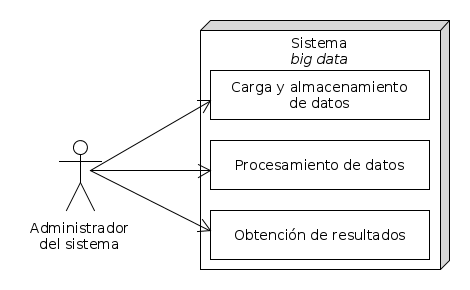 Sistema
big data
Carga y almacenamiento
de datos
Procesamiento de datos
Obtención de resultados
Administrador
del sistema